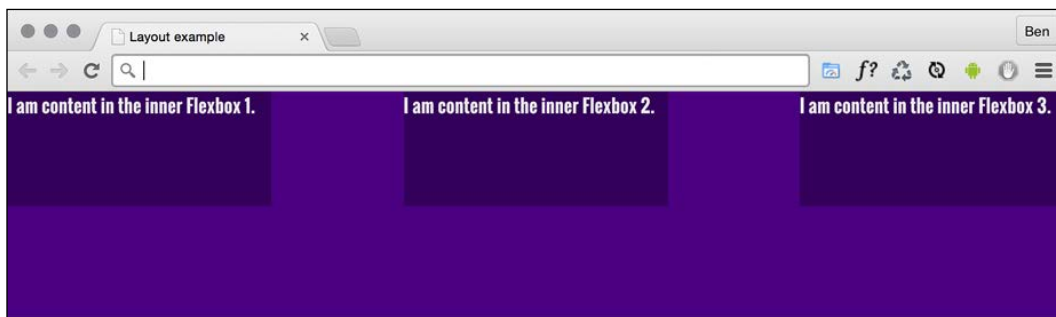 Layout example
Ben
f?
I am content in the inner Flexbox 1.
I am content in the inner Flexbox 2.
I am content in the inner Flexbox 3.